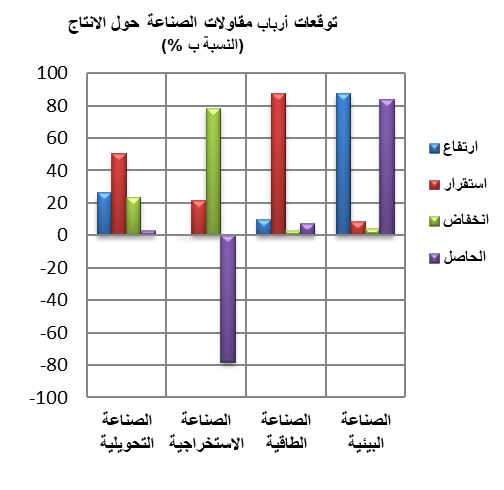 توقعات أرباب مقاولات الصناعة حول الانتاج
(النسبة ب %)
100
80
60
40
20
0
-20
-40
-60
-80
-100
ارتفاع
استقرار
انخفاض
الحاصل
الصناعة
التحويلية
الصناعة
الاستخراجية
الصناعة
الطاقية
الصناعة
البيئية